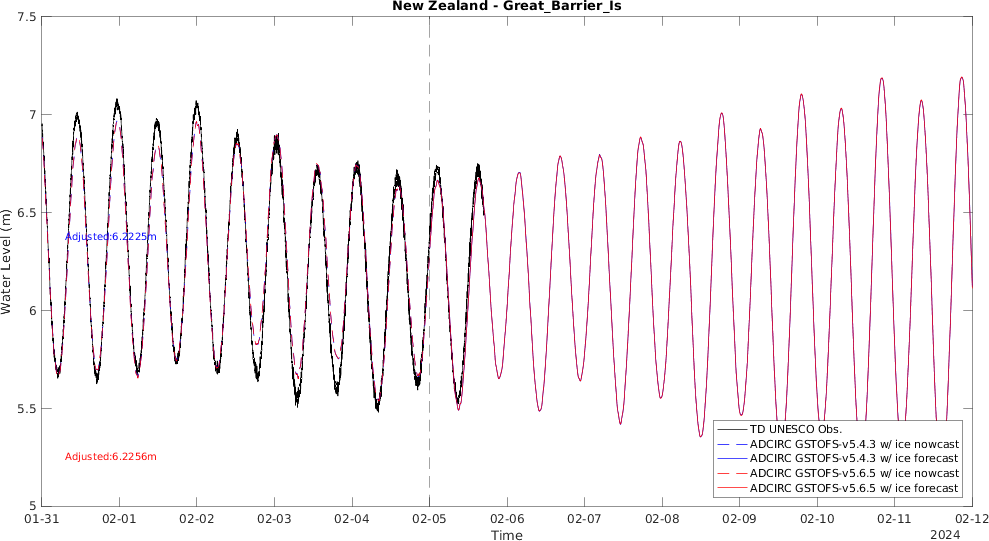 New Zealand - Great_Barrier_Is
7.5
7
6.5
6
5.5
5
Water Level (m)
Adjusted:6.2225m
Adjusted:6.2256m
TD UNESCO Obs.
ADCIRC GSTOFS-v5.4.3 w/ ice nowcast
ADCIRC GSTOFS-v5.4.3 w/ ice forecast
ADCIRC GSTOFS-v5.6.5 w/ ice nowcast
ADCIRC GSTOFS-v5.6.5 w/ ice forecast
01-31 02-01 02-02 02-03 02-04 02-05 02-06 02-07 02-08 02-09 02-10 02-11 02-12
Time
2024